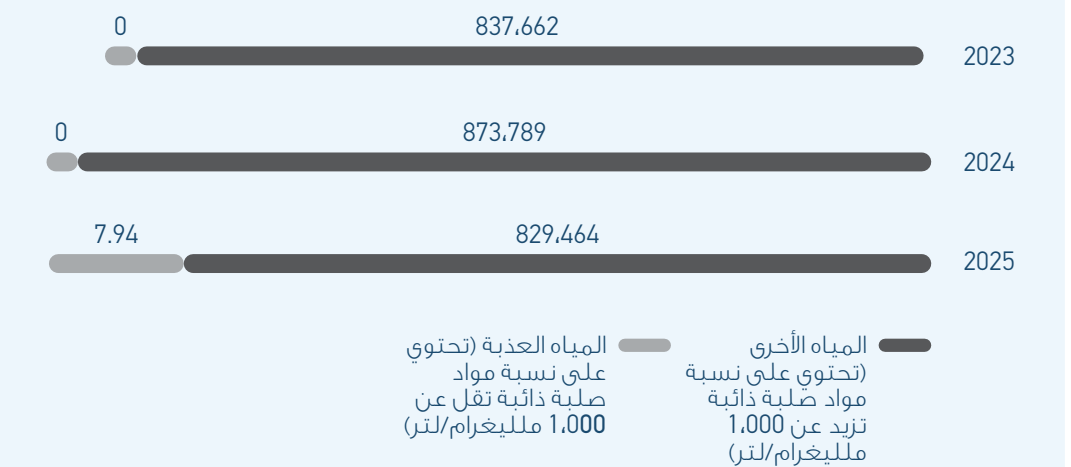 837،662
0
2023
873،789
0
2024
829،464
7.94
2025
المياه الأخرى
(تحتوي على نسبة
مواد صلبة ذائبة
تزيد عن 1،000
ملليغرام/لتر)
المياه العذبة (تحتوي
على نسبة مواد
صلبة ذائبة تقل عن
1،000 ملليغرام/لتر)